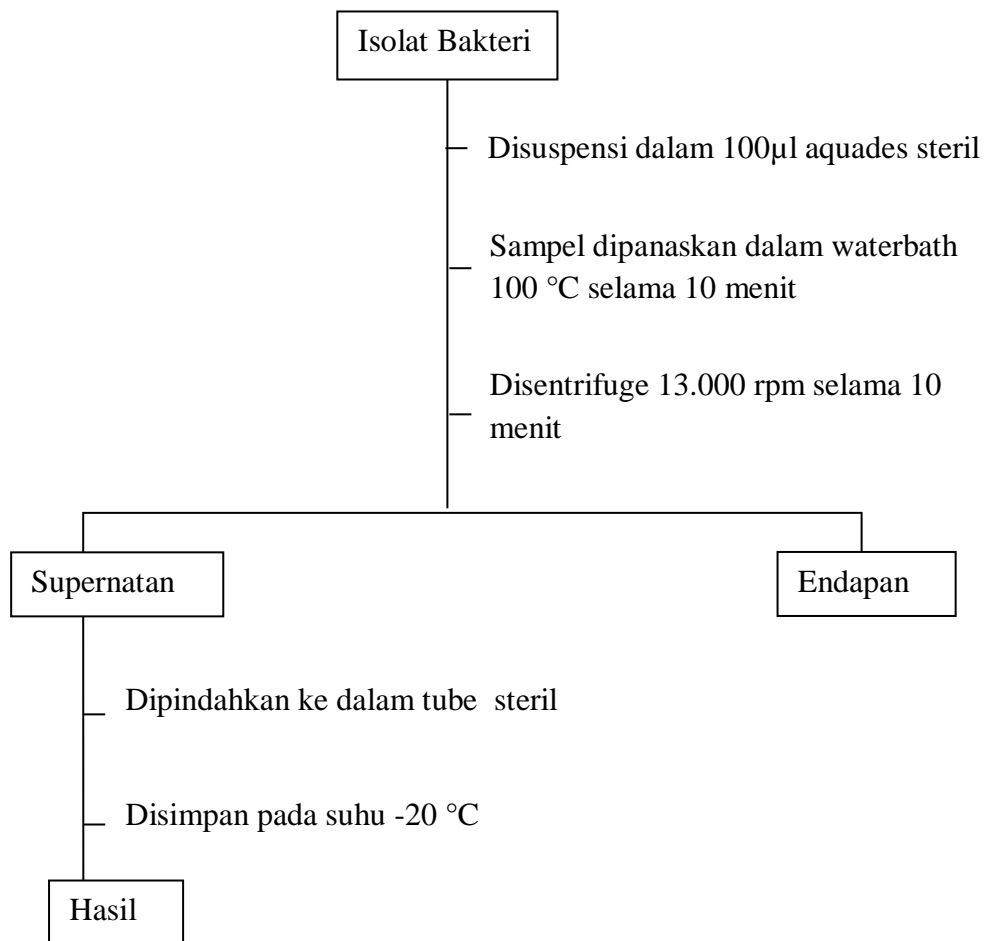 Isolat Bakteri
Disuspensi dalam 100µl aquades steril
Sampel dipanaskan dalam waterbath
100 °C selama 10 menit
Disentrifuge 13.000 rpm selama 10
menit
Supernatan
Endapan
Dipindahkan ke dalam tube  steril
Disimpan pada suhu -20 °C
Hasil